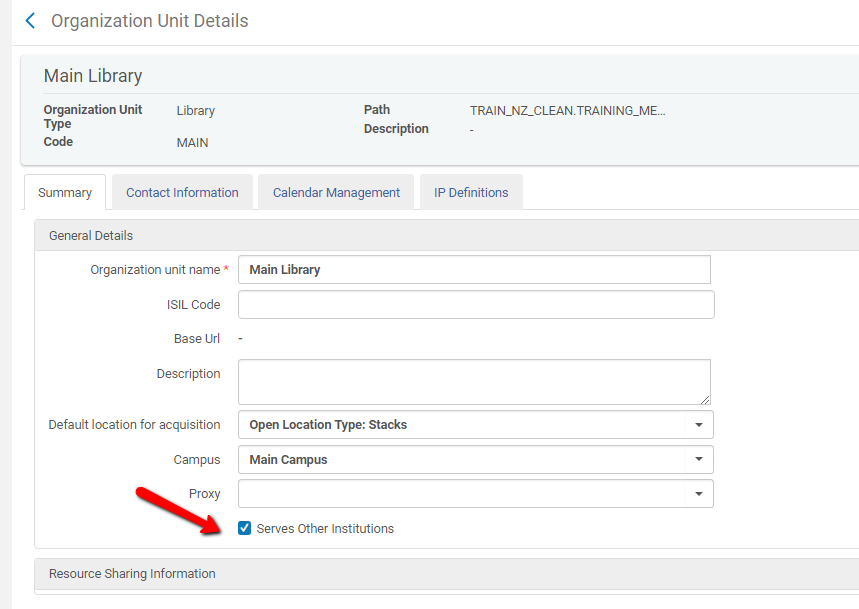 Organization Unit Details
Main Library
Organization Unit Type Library
Path TRAIN_NZ_CLEAN.TRAINING_ME...
Code MAIN
Description -
Summary Contact Information Calendar Management IP Definitions
General Details
Organization unit name * Main Library
ISIL Code
Base Url -
Description
Default location for acquisition Open Location Type: Stacks
Campus Main Campus
Proxy
Serves Other Institutions
Resource Sharing Information